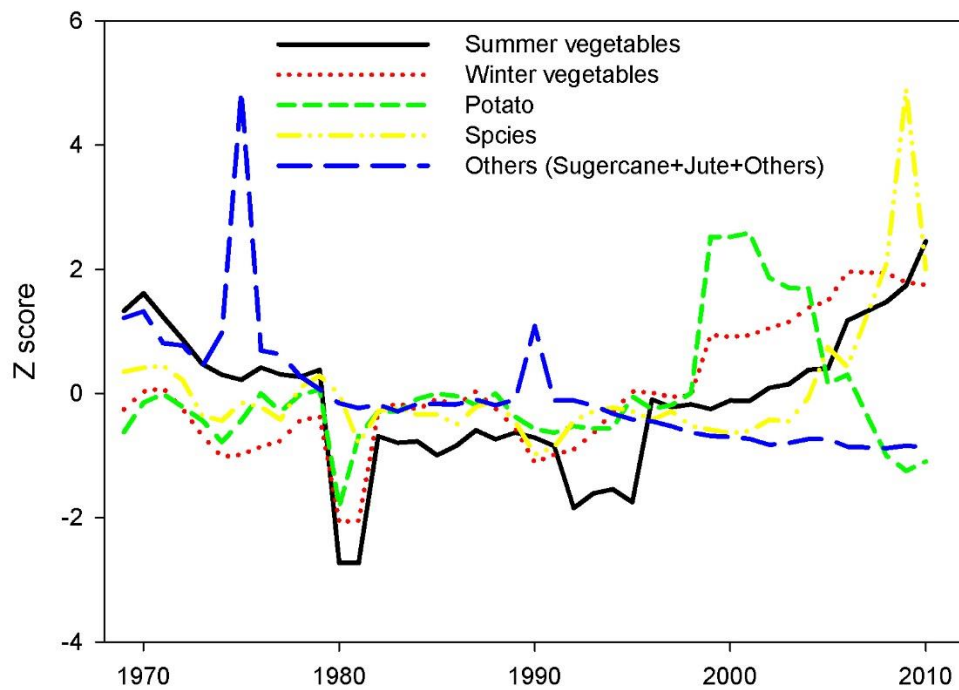 6
4
2
0
-2
-4
Z score
Summer vegetables
Winter vegetables
Potato
Spcies
Others (Sugercane+Jute+Others)
1970 1980 1990 2000 2010